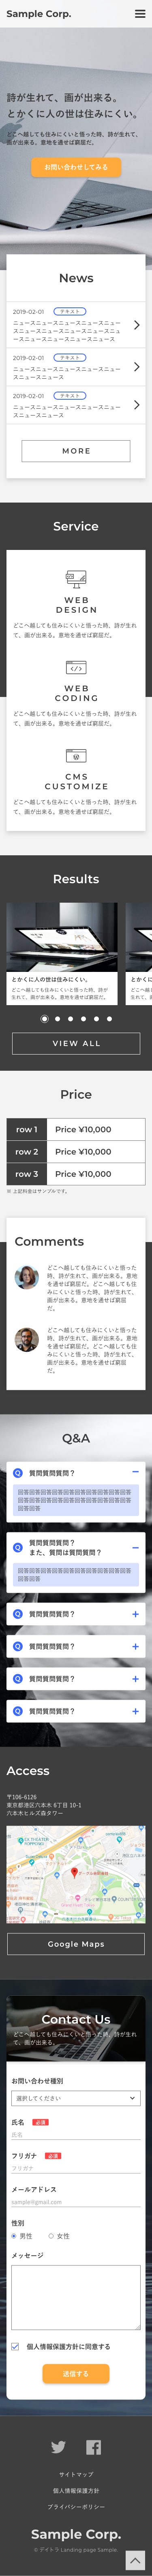 Sample Corp.
詩が生れて、画が出来る。
とかくに人の世は住みにくい。
どこへ越しても住みにくいと悟った時、詩が生れて、
画が出来る。意地を通せば窮屈だ。
お問い合わせしてみる
News
2019-02-01 テキスト
ニュースニュースニュースニュースニュー
スニュースニュースニュースニュースニュ
ースニュースニュースニュースニュース
2019-02-01 テキスト
ニュースニュースニュースニュースニュー
スニュースニュース
2019-02-01 テキスト
ニュースニュースニュースニュースニュー
スニュースニュース
MORE
Service
WEB
DESIGN
どこへ越しても住みにくいと悟った時、詩が生れ
て、画が出来る。意地を通せば窮屈だ。
WEB
CODING
どこへ越しても住みにくいと悟った時、詩が生れ
て、画が出来る。意地を通せば窮屈だ。
CMS
CUSTOMIZE
どこへ越しても住みにくいと悟った時、詩が生れ
て、画が出来る。意地を通せば窮屈だ。
Results
とかくに人の世は住みにくい。
どこへ越しても住みにくいと悟った時、詩が
生れて、画が出来る。意地を通せば窮屈だ。
とかくに
どこへ越し
生れて、画
VIEW ALL
Price
row 1 Price ¥10,000
row 2 Price ¥10,000
row 3 Price ¥10,000
※ 上記料金はサンプルです。
Comments
どこへ越しても住みにくいと悟った
時、詩が生れて、画が出来る。意地
を通せば窮屈だ。どこへ越しても住
みにくいと悟った時、詩が生れて、
画が出来る。意地を通せば窮屈
だ。
どこへ越しても住みにくいと悟った
時、詩が生れて、画が出来る。意地
を通せば窮屈だ。どこへ越しても住
みにくいと悟った時、詩が生れて、
画が出来る。意地を通せば窮屈
だ。
Q&A
Q 質問質問質問？
回答回答回答回答回答回答回答回答回答回答
回答回答回答回答回答回答回答回答回答回答
回答回答
Q 質問質問質問？
また、質問は質問質問？
回答回答回答回答回答回答回答回答回答回答
回答回答
Q 質問質問質問？
Q 質問質問質問？
Q 質問質問質問？
Q 質問質問質問？
Access
〒106-6126
東京都港区六本木 6丁目 10-1
六本木ヒルズ森タワー
Google Maps
Contact Us
どこへ越しても住みにくいと悟った時、詩が生れ
て、画が出来る。
お問い合わせ種別
選択してください
氏名 必須
氏名
フリガナ 必須
フリガナ
メールアドレス
sample@gmail.com
性別
男性 女性
メッセージ
個人情報保護方針に同意する
送信する
サイトマップ
個人情報保護方針
プライバシーポリシー
Sample Corp.
© デイトラ Landing page Sample.